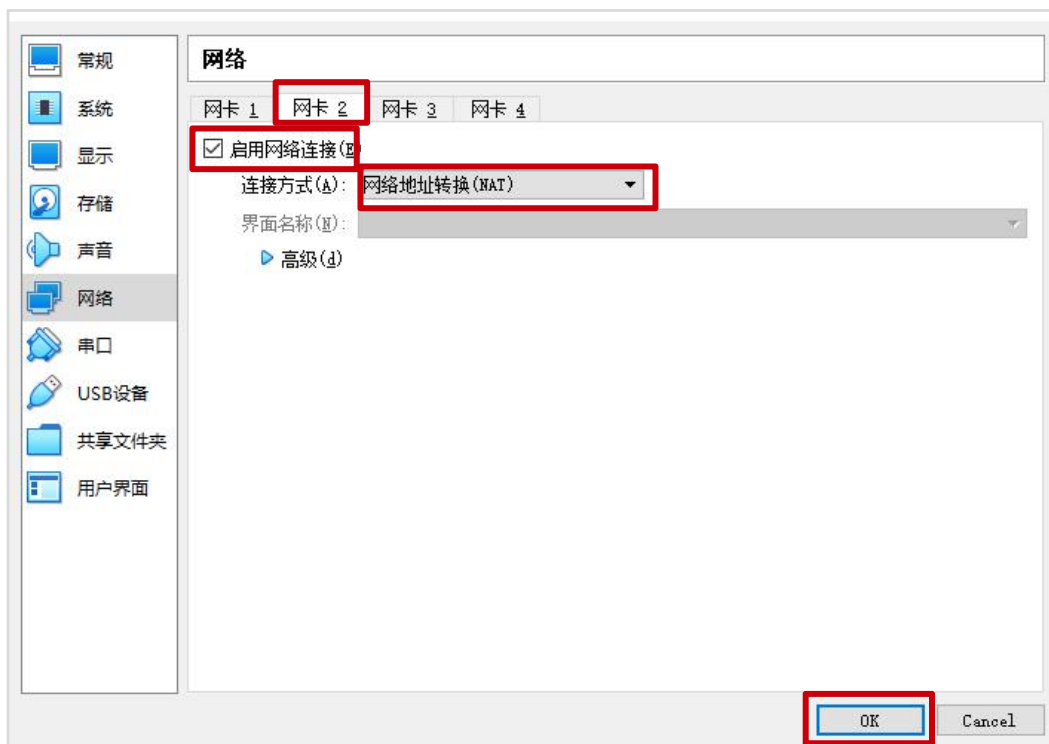 常规
系统
显示
存储
声音
网络
串口
USB设备
共享文件夹
用户界面
网络
网卡 1 网卡 2 网卡 3 网卡 4
启用网络连接(E)
连接方式(A): 网络地址转换(NAT)
界面名称(N):
高级(d)
OK Cancel